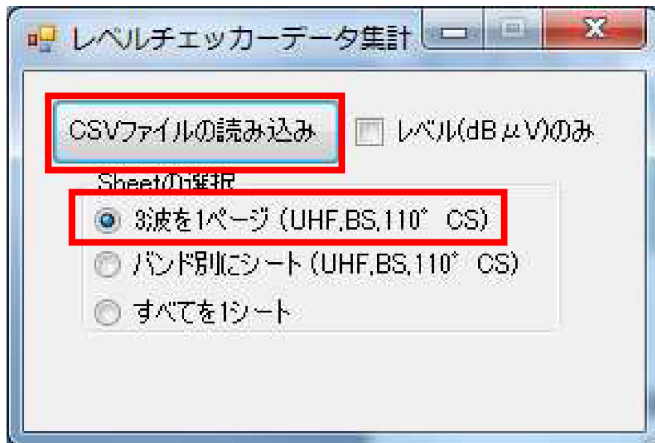 レベルチェッカーデータ集計
CSVファイルの読み込み レベル(dBμV)のみ
Sheetの選択
3波を1ページ (UHF,BS,110°CS)
バンド別にシート (UHF,BS,110°CS)
すべてを1シート